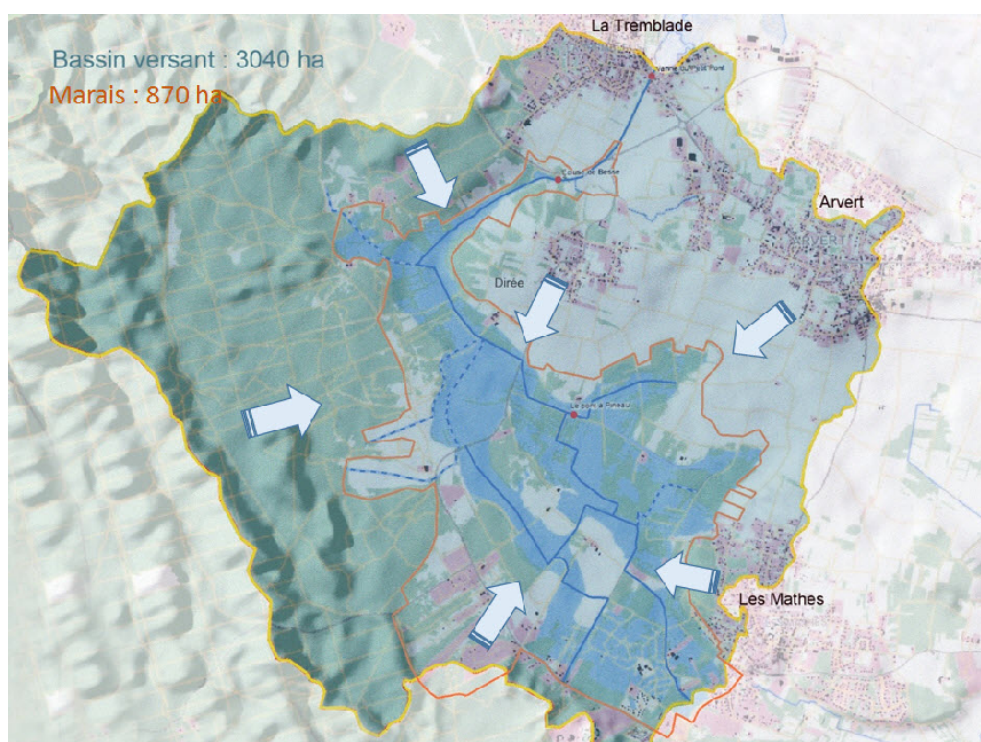 La Tremblade
Bassin versant : 3040 ha
Marais : 870 ha
Arvert
Dirée
Les Mathes